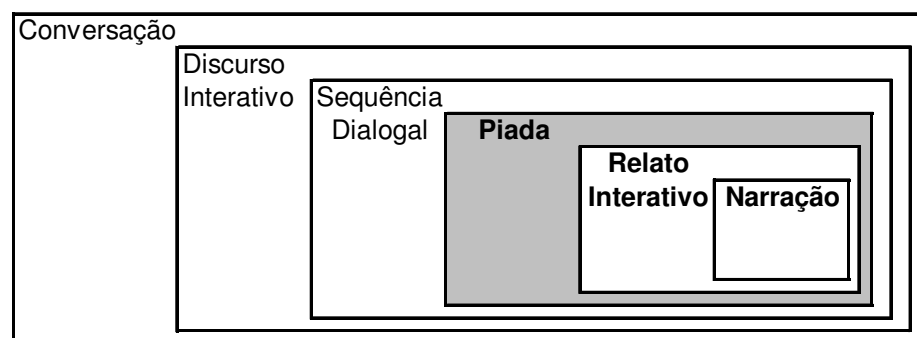 Conversação
Discurso
Interativo
Sequência
Dialogal
Piada
Relato
Interativo
Narração